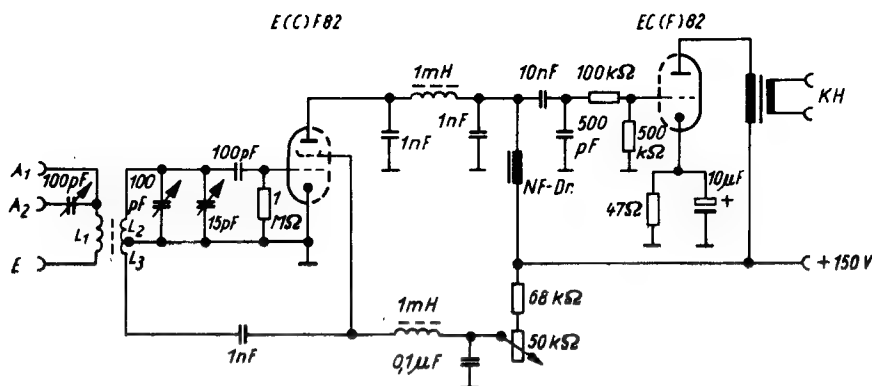 E(C)F82
EC(F)82
1mH
10nF
100kΩ
KH
1nF
1nF
500
pF
500
kΩ
100pF
A1
100pF
A2
100
pF
15pF
1
MΩ
L1
L2
L3
E
NF-Dr.
47Ω
10µF
+
+150V
68kΩ
1mH
50kΩ
1nF
0,1µF